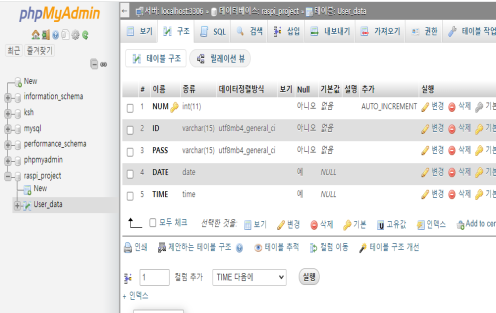 phpMyAdmin
최근 즐겨찾기
New
information_schema
ksh
mysql
performance_schema
phpmyadmin
raspi_project
New
User_data
서버: localhost:3306 » 데이터베이스: raspi_project » 테이블: User_data
보기 구조 SQL 검색 삽입 내보내기 가져오기 권한 테이블 작업
테이블 구조 릴레이션 뷰
# 이름 종류 데이터정렬방식 보기 Null 기본값 설명 추가 실행
1 NUM int(11) 아니오 없음 AUTO_INCREMENT 변경 삭제 기본
2 ID varchar(15) utf8mb4_general_ci 아니오 없음 변경 삭제 기
3 PASS varchar(15) utf8mb4_general_ci 아니오 없음 변경 삭제 기
4 DATE date 예 NULL 변경 삭제 기
5 TIME time 예 NULL 변경 삭제 기
모두 체크 선택한 것을: 보기 변경 삭제 기본 고유값 인덱스 Add to cen
인쇄 제안하는 테이블 구조 테이블 추적 컬럼 이동 테이블 구조 개선
1 컬럼 추가 TIME 다음에 실행
+ 인덱스